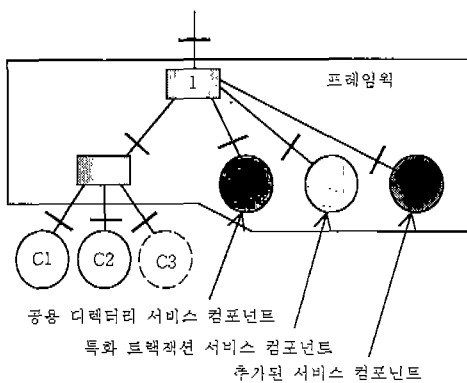 프레임웍
1
C1 C2 C3
공용 디렉터리 서비스 컴포넌트
특화 트랙잭션 서비스 컴포넌트
추가된 서비스 컴포넌트